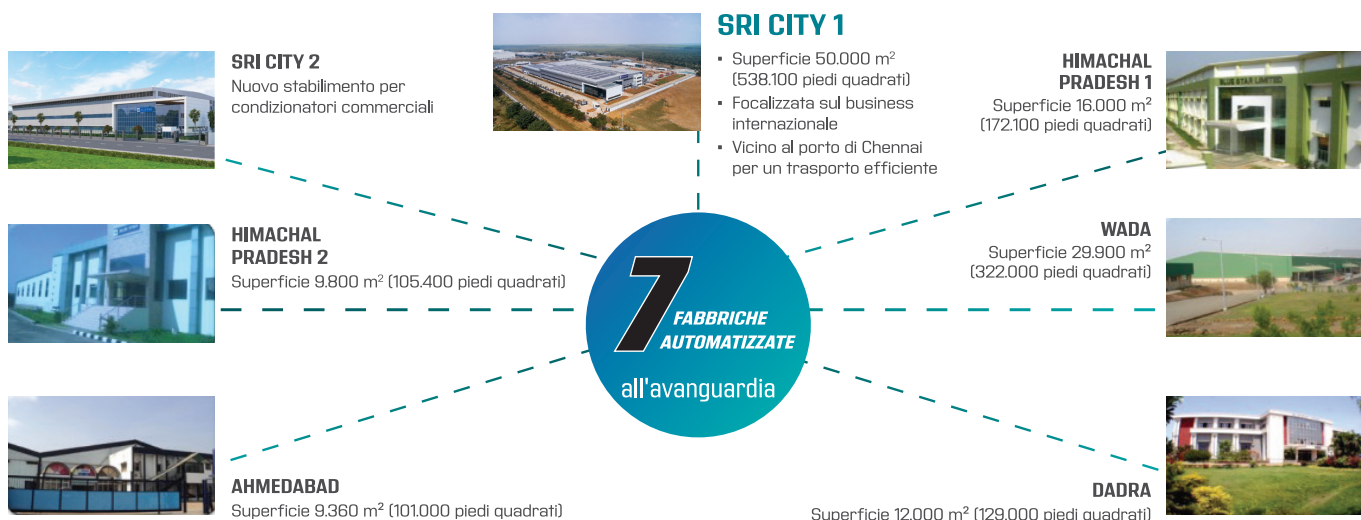 SRI CITY 2
Nuovo stabilimento per
condizionatori commerciali
SRI CITY 1
▪ Superficie 50.000 m²
(538.100 piedi quadrati)
▪ Focalizzata sul business
internazionale
▪ Vicino al porto di Chennai
per un trasporto efficiente
HIMACHAL
PRADESH 1
Superficie 16.000 m²
(172.100 piedi quadrati)
BLUE STAR LIMITED
HIMACHAL
PRADESH 2
Superficie 9.800 m² (105.400 piedi quadrati)
WADA
Superficie 29.900 m²
(322.000 piedi quadrati)
7 FABBRICHE
AUTOMATIZZATE
all'avanguardia
AHMEDABAD
Superficie 9.360 m² (101.000 piedi quadrati)
DADRA
Superficie 12.000 m² (129.000 piedi quadrati)